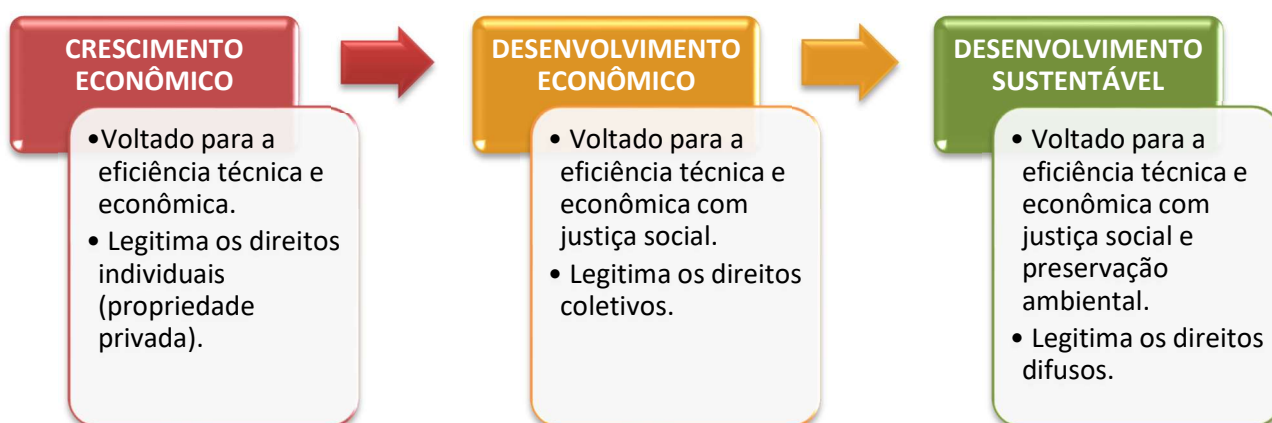 CRESCIMENTO
ECONÔMICO
•Voltado para a
eficiência técnica e
econômica.
• Legitima os direitos
individuais
(propriedade
privada).
DESENVOLVIMENTO
ECONÔMICO
• Voltado para a
eficiência técnica e
econômica com
justiça social.
• Legitima os direitos
coletivos.
DESENVOLVIMENTO
SUSTENTÁVEL
• Voltado para a
eficiência técnica e
econômica com
justiça social e
preservação
ambiental.
• Legitima os direitos
difusos.